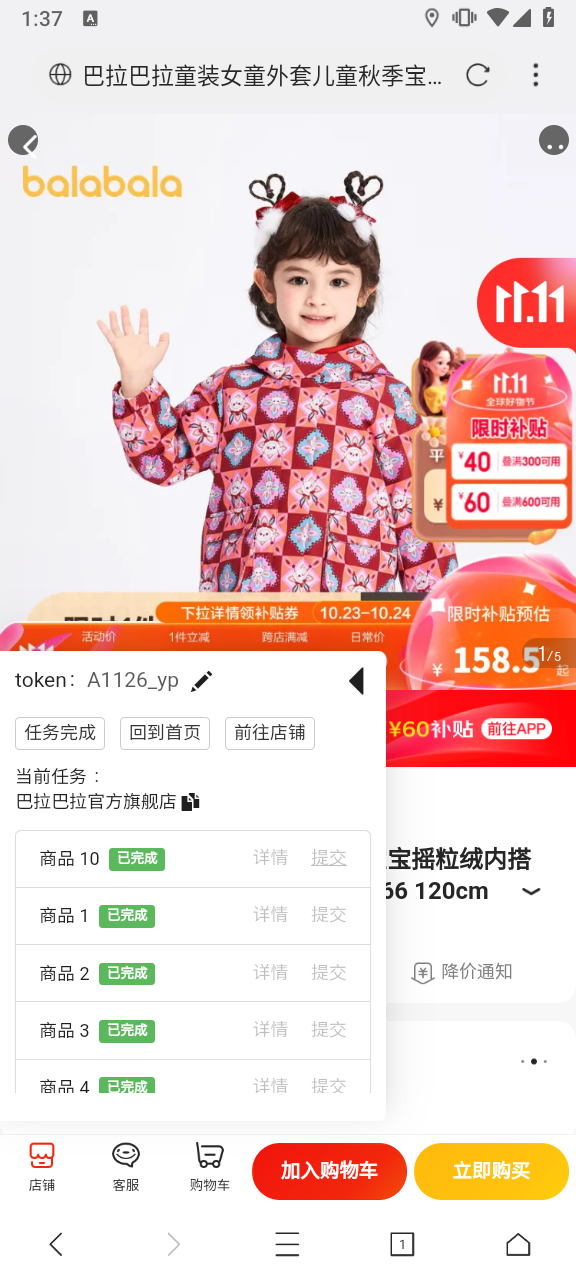 1:37
A
巴拉巴拉童装女童外套儿童秋季宝...
balabala
11.11
11.11
全球好物节
限时补贴
¥40 叠满300可用
¥60 叠满600可用
平
¥
下拉详情领补贴券 10.23-10.24
活动价 1件立减 跨店满减 日常价
限时补贴预估
¥ 158.5 起
1/5
token： A1126_yp
¥60补贴 前往APP
任务完成 回到首页 前往店铺
当前任务：
巴拉巴拉官方旗舰店
商品 10 已完成 详情 提交
宝摇粒绒内搭
66 120cm
商品 1 已完成 详情 提交
商品 2 已完成 详情 提交
降价通知
商品 3 已完成 详情 提交
商品 4 已完成 详情 提交
店铺 客服 购物车 加入购物车 立即购买
1